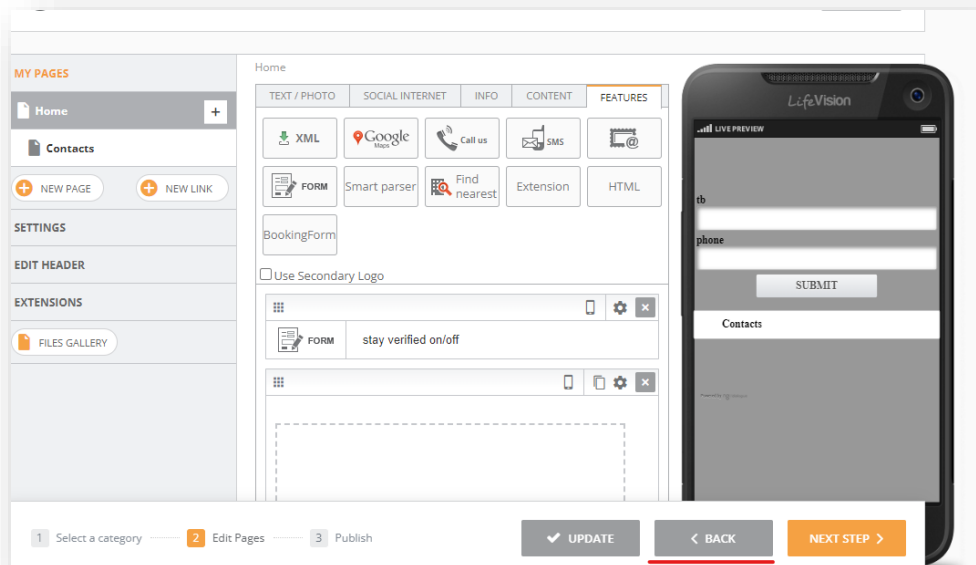 MY PAGES
Home
Contacts
NEW PAGE
NEW LINK
SETTINGS
EDIT HEADER
EXTENSIONS
FILES GALLERY
Home
TEXT / PHOTO SOCIAL INTERNET INFO CONTENT FEATURES
XML Google Maps Call us SMS @
FORM Smart parser Find nearest Extension HTML
BookingForm
Use Secondary Logo
FORM stay verified on/off
LifeVision
LIVE PREVIEW
tb
phone
SUBMIT
Contacts
1 Select a category 2 Edit Pages 3 Publish
UPDATE BACK NEXT STEP